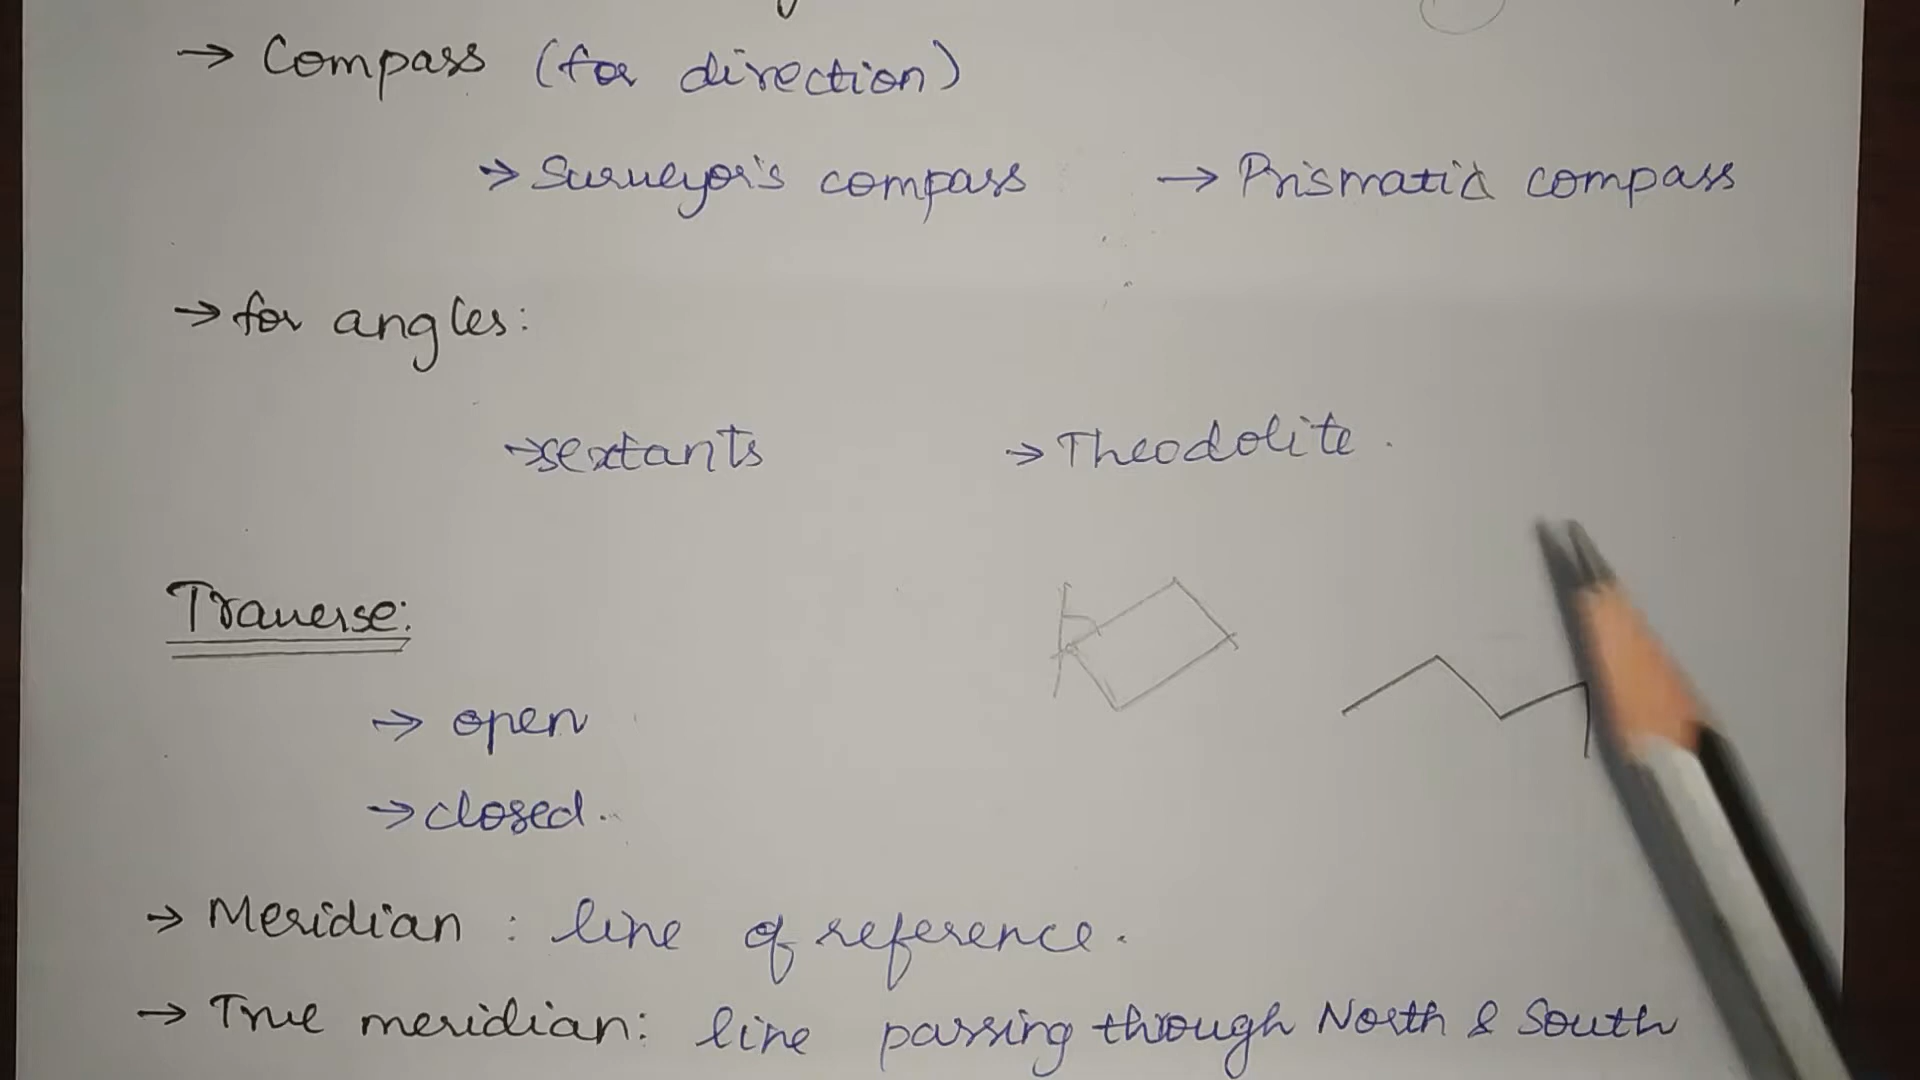 → Compass (for direction)
→ Surveyor's compass → Prismatic compass
→ for angles:
→ sextants → Theodolite.
Traverse:
→ open
→ closed.
→ Meridian : line of reference.
→ True meridian: line passing through North & South